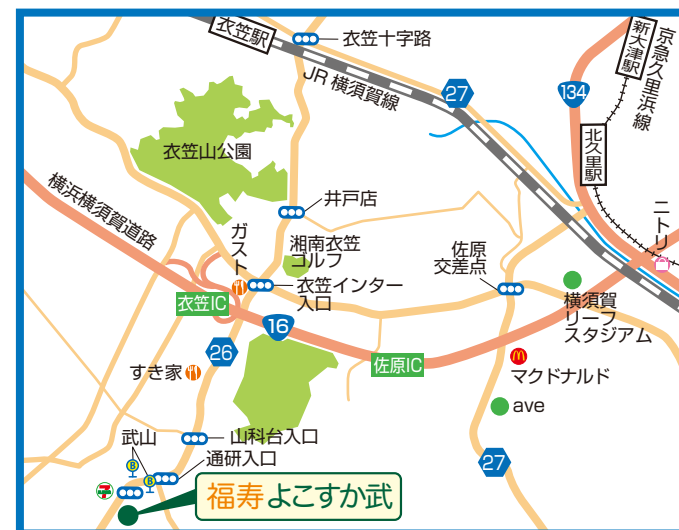 衣笠駅
衣笠十字路
JR横須賀線
27
134
新大津駅
京急久里浜線
北久里駅
衣笠山公園
横浜横須賀道路
井戸店
ガスト
湘南衣笠
ゴルフ
佐原
交差点
ニトリ
衣笠インター
入口
衣笠IC
16
横須賀
リーフ
スタジアム
26
すき家
佐原IC
マクドナルド
ave
武山
山科台入口
通研入口
27
B
B
福寿よこすか武